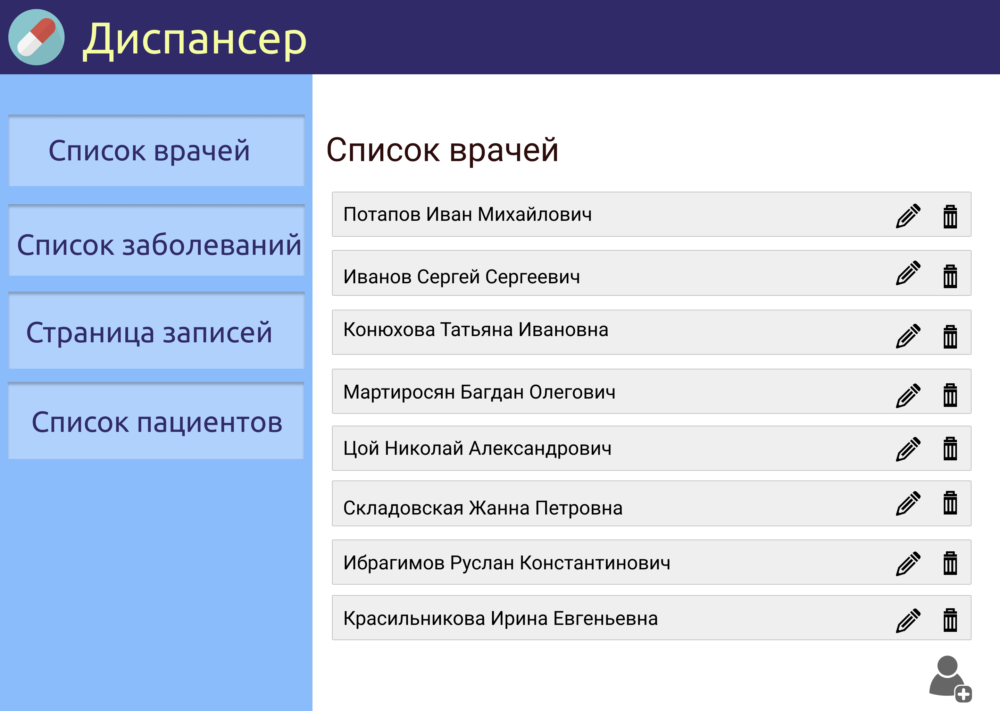 Диспансер
Список врачей
Список заболеваний
Страница записей
Список пациентов
Список врачей
Потапов Иван Михайлович
Иванов Сергей Сергеевич
Конюхова Татьяна Ивановна
Мартиросян Багдан Олегович
Цой Николай Александрович
Складовская Жанна Петровна
Ибрагимов Руслан Константинович
Красильникова Ирина Евгеньевна